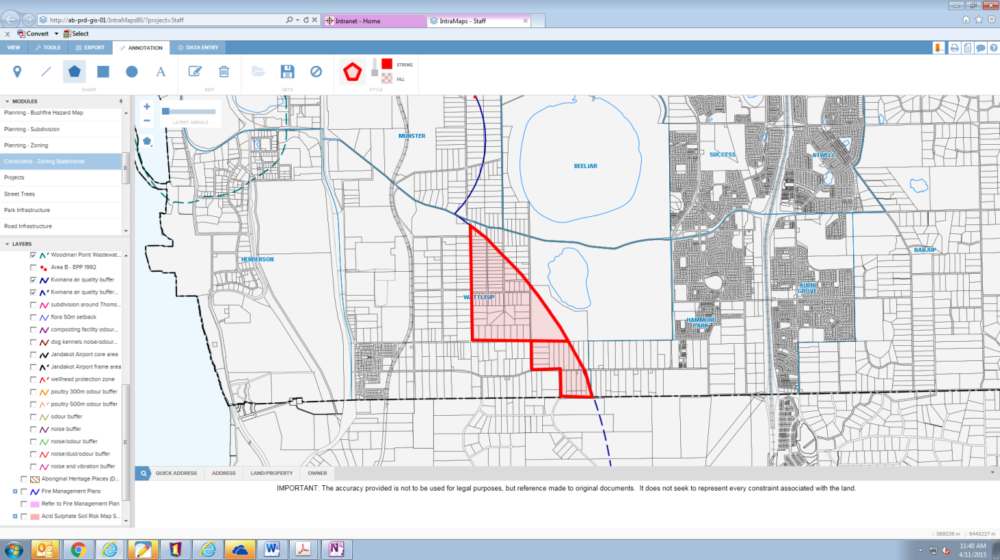 http://ab-prd-gis-01/IntraMaps80/?project=Staff
Intranet - Home
IntraMaps - Staff
x Convert Select
VIEW TOOLS EXPORT ANNOTATION DATA ENTRY
A
STROKE
FILL
SHAPE EDIT SETS STYLE
MODULES
Planning - Bushfire Hazard Map
Planning - Subdivision
Planning - Zoning
Constraints - Zoning Statements
Projects
Street Trees
Park Infrastructure
Road Infrastructure
LAYERS
Woodman Point Wastewat...
Area B - EPP 1992
Kwinana air quality buffer
Kwinana air quality buffer...
subdivision around Thoms...
flora 50m setback
composting facility odour...
dog kennels noise/odour...
Jandakot Airport core area
Jandakot Airport frame area
wellhead protection zone
poultry 300m odour buffer
poultry 500m odour buffer
odour buffer
noise buffer
noise/odour buffer
noise/dust/odour buffer
noise and vibration buffer
Aboriginal Heritage Places (D...
Fire Management Plans
Refer to Fire Management Plan
Acid Sulphate Soil Risk Map S...
LATEST AERIALS
MUNSTER
BEELIAR
SUCCESS
ATWELL
HENDERSON
BANJUP
WATTLEUP
AUBIN
GROVE
HAMMOND
PARK
QUICK ADDRESS ADDRESS LAND/PROPERTY OWNER
IMPORTANT: The accuracy provided is not to be used for legal purposes, but reference made to original documents. It does not seek to represent every constraint associated with the land.
x 388026 m y 6443227 m
11:40 AM
4/11/2015